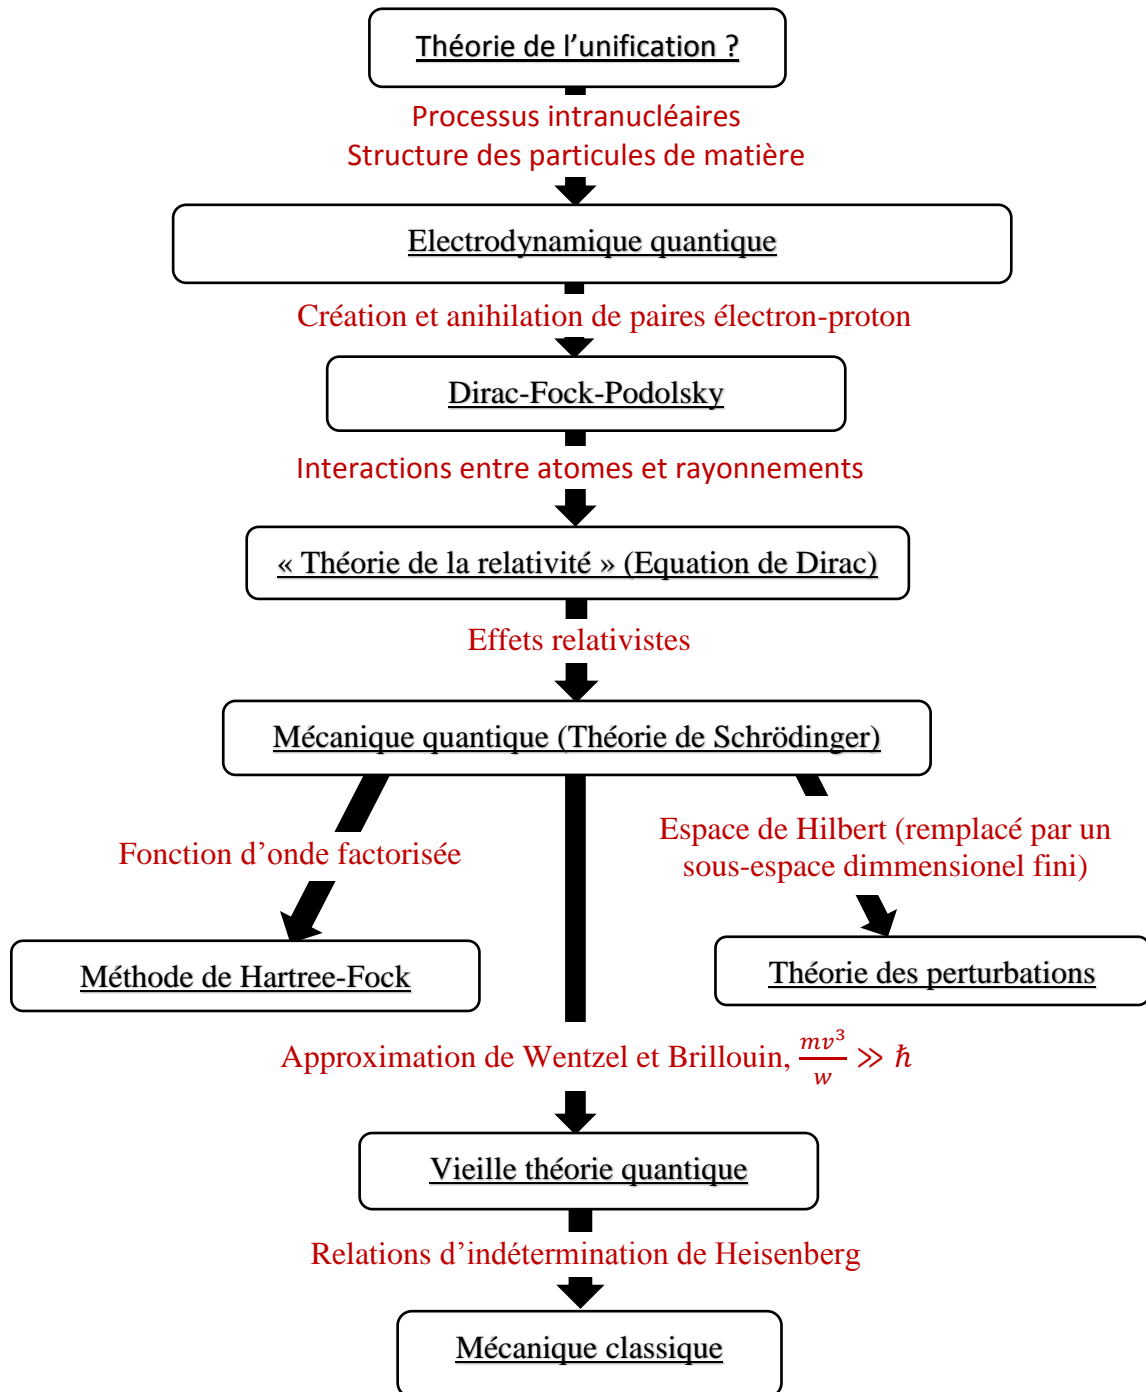 Théorie de l’unification ?
Processus intranucléaires
Structure des particules de matière
Electrodynamique quantique
Création et anihilation de paires électron-proton
Dirac-Fock-Podolsky
Interactions entre atomes et rayonnements
« Théorie de la relativité » (Equation de Dirac)
Effets relativistes
Mécanique quantique (Théorie de Schrödinger)
Fonction d’onde factorisée
Espace de Hilbert (remplacé par un
sous-espace dimmensionel fini)
Méthode de Hartree-Fock
Théorie des perturbations
Approximation de Wentzel et Brillouin, mv³/w ≫ ℏ
Vieille théorie quantique
Relations d’indétermination de Heisenberg
Mécanique classique